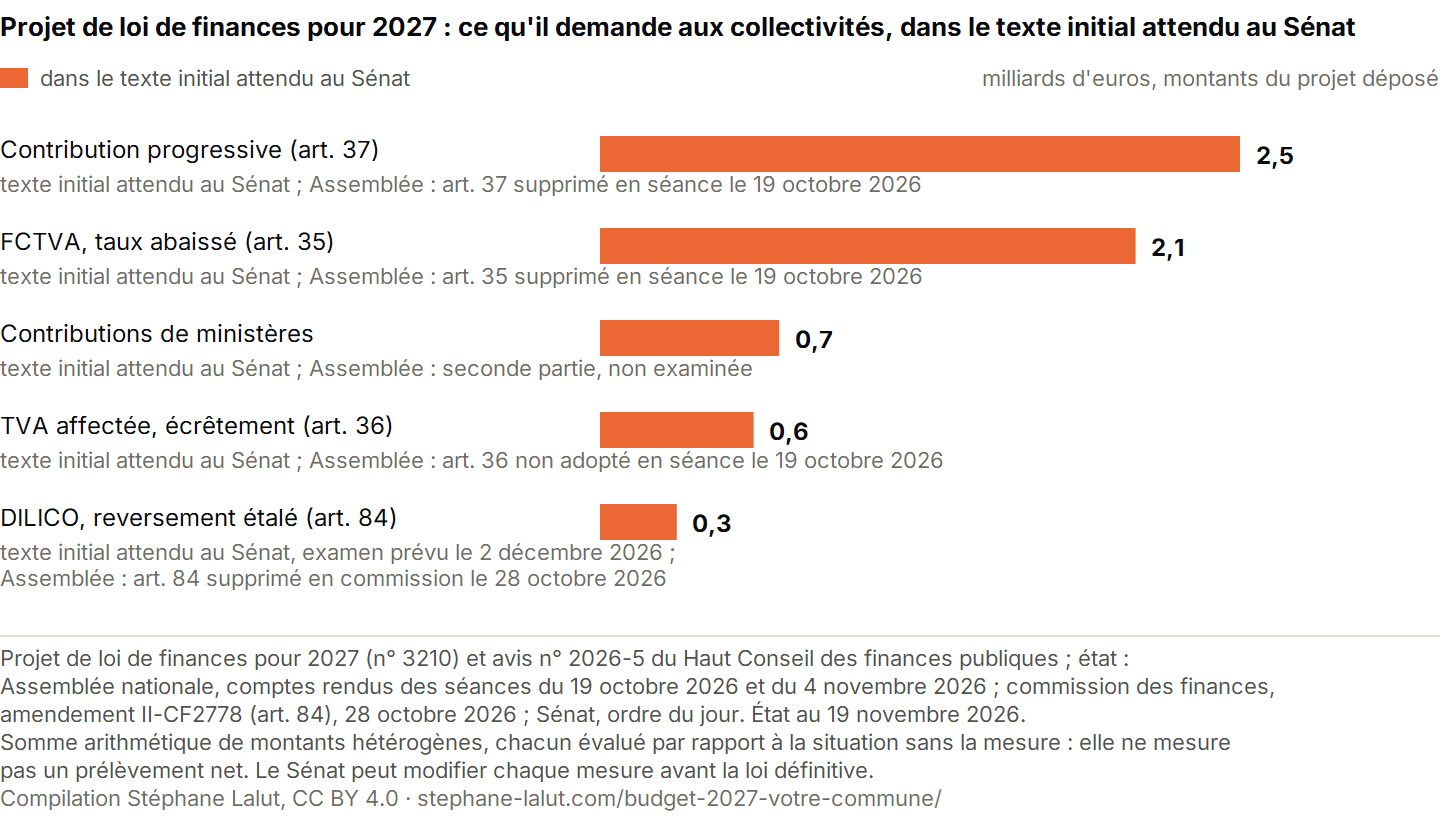 Projet de loi de finances pour 2027 : ce qu'il demande aux collectivités, dans le texte initial attendu au Sénat
dans le texte initial attendu au Sénat
milliards d'euros, montants du projet déposé
Contribution progressive (art. 37)
2,5
texte initial attendu au Sénat ; Assemblée : art. 37 supprimé en séance le 19 octobre 2026
FCTVA, taux abaissé (art. 35)
2,1
texte initial attendu au Sénat ; Assemblée : art. 35 supprimé en séance le 19 octobre 2026
Contributions de ministères
0,7
texte initial attendu au Sénat ; Assemblée : seconde partie, non examinée
TVA affectée, écrêtement (art. 36)
0,6
texte initial attendu au Sénat ; Assemblée : art. 36 non adopté en séance le 19 octobre 2026
DILICO, reversement étalé (art. 84)
0,3
texte initial attendu au Sénat, examen prévu le 2 décembre 2026 ;
Assemblée : art. 84 supprimé en commission le 28 octobre 2026
Projet de loi de finances pour 2027 (n° 3210) et avis n° 2026-5 du Haut Conseil des finances publiques ; état :
Assemblée nationale, comptes rendus des séances du 19 octobre 2026 et du 4 novembre 2026 ; commission des finances,
amendement II-CF2778 (art. 84), 28 octobre 2026 ; Sénat, ordre du jour. État au 19 novembre 2026.
Somme arithmétique de montants hétérogènes, chacun évalué par rapport à la situation sans la mesure : elle ne mesure
pas un prélèvement net. Le Sénat peut modifier chaque mesure avant la loi définitive.
Compilation Stéphane Lalut, CC BY 4.0 · stephane-lalut.com/budget-2027-votre-commune/